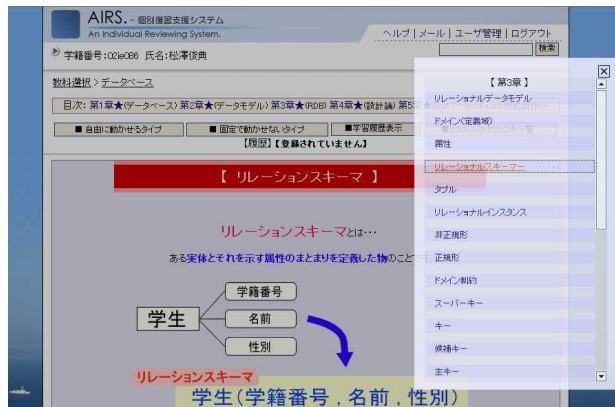 AIRS. - 個別復習支援システム
An Individual Reviewing System.
ヘルプ | メール | ユーザ管理 | ログアウト
学籍番号:02ie086 氏名:松澤俊典
検索
教科選択 > データベース
目次: 第1章★(データベース) 第2章★(データモデル) 第3章★(RDB) 第4章★(設計論) 第5
■ 自由に動かせるタイプ
■ 固定で動かせないタイプ
■学習履歴表示
【履歴】【登録されていません】
【 リレーションスキーマ 】
リレーションスキーマとは…
ある実体とそれを示す属性のまとまりを定義した物のことで
学生
学籍番号
名前
性別
リレーションスキーマ
学生(学籍番号 , 名前 , 性別)
【第3章】
リレーショナルデータモデル
ドメイン(定義域)
属性
リレーショナルスキーマー
タプル
リレーショナルインスタンス
非正規形
正規形
ドメイン制約
スーパーキー
キー
候補キー
主キー